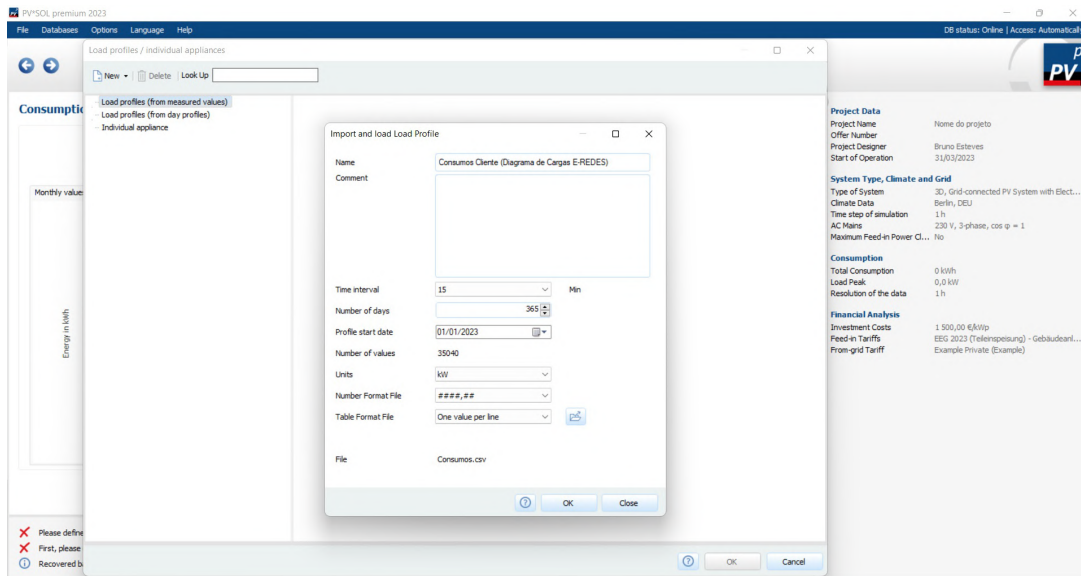 PV*SOL premium 2023
File Databases Options Language Help
DB status: Online | Access: Automatically
PV
Load profiles / individual appliances
New Delete Look Up
Load profiles (from measured values)
Load profiles (from day profiles)
Individual appliance
Monthly value
Energy in kWh
Import and load Load Profile
Name Consumos Cliente (Diagrama de Cargas E-REDES)
Comment
Time interval 15 Min
Number of days 365
Profile start date 01/01/2023
Number of values 35040
Units kW
Number Format File ####,##
Table Format File One value per line
File Consumos.csv
OK Close
OK Cancel
Please define
First, please
Recovered
Project Data
Project Name Nome do projeto
Offer Number
Project Designer Bruno Esteves
Start of Operation 31/03/2023
System Type, Climate and Grid
Type of System 3D, Grid-connected PV System with Elect...
Climate Data Berlin, DEU
Time step of simulation 1 h
AC Mains 230 V, 3-phase, cos φ = 1
Maximum Feed-in Power Cl... No
Consumption
Total Consumption 0 kWh
Load Peak 0,0 kW
Resolution of the data 1 h
Financial Analysis
Investment Costs 1 500,00 €/kWp
Feed-in Tariffs EEG 2023 (Teileinspeisung) - Gebäudeanl...
From-grid Tariff Example Private (Example)